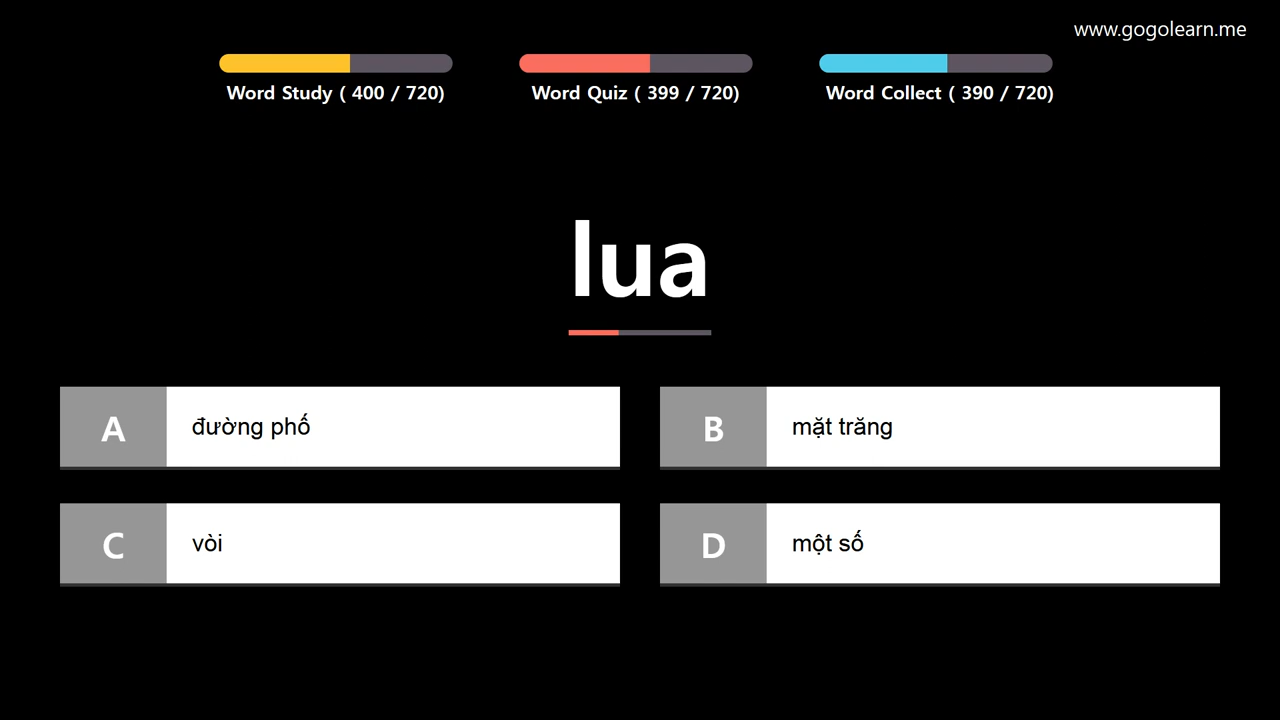 www.gogolearn.me
Word Study ( 400 / 720)
Word Quiz ( 399 / 720)
Word Collect ( 390 / 720)
lua
A đường phố
B mặt trăng
C vòi
D một số